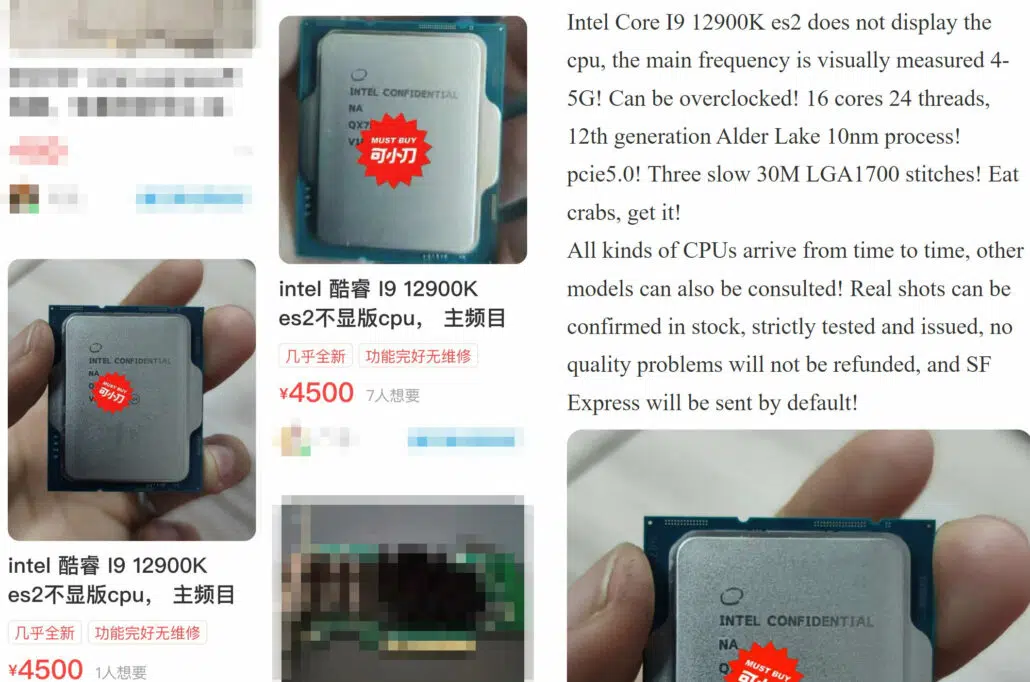 INTEL CONFIDENTIAL
NA
QX7
V1
MUST BUY
可小刀
intel 酷睿 I9 12900K
es2不显版cpu， 主频目
几乎全新 功能完好无维修
¥4500 7人想要
INTEL CONFIDENTIAL
NA
Q
V
MUST BUY
可小刀
intel 酷睿 I9 12900K
es2不显版cpu， 主频目
几乎全新 功能完好无维修
¥4500 1人想要
Intel Core I9 12900K es2 does not display the
cpu, the main frequency is visually measured 4-
5G! Can be overclocked! 16 cores 24 threads,
12th generation Alder Lake 10nm process!
pcie5.0! Three slow 30M LGA1700 stitches! Eat
crabs, get it!
All kinds of CPUs arrive from time to time, other
models can also be consulted! Real shots can be
confirmed in stock, strictly tested and issued, no
quality problems will not be refunded, and SF
Express will be sent by default!
INTEL CONFIDENTIAL
NA
Q
MUST BUY
可小刀